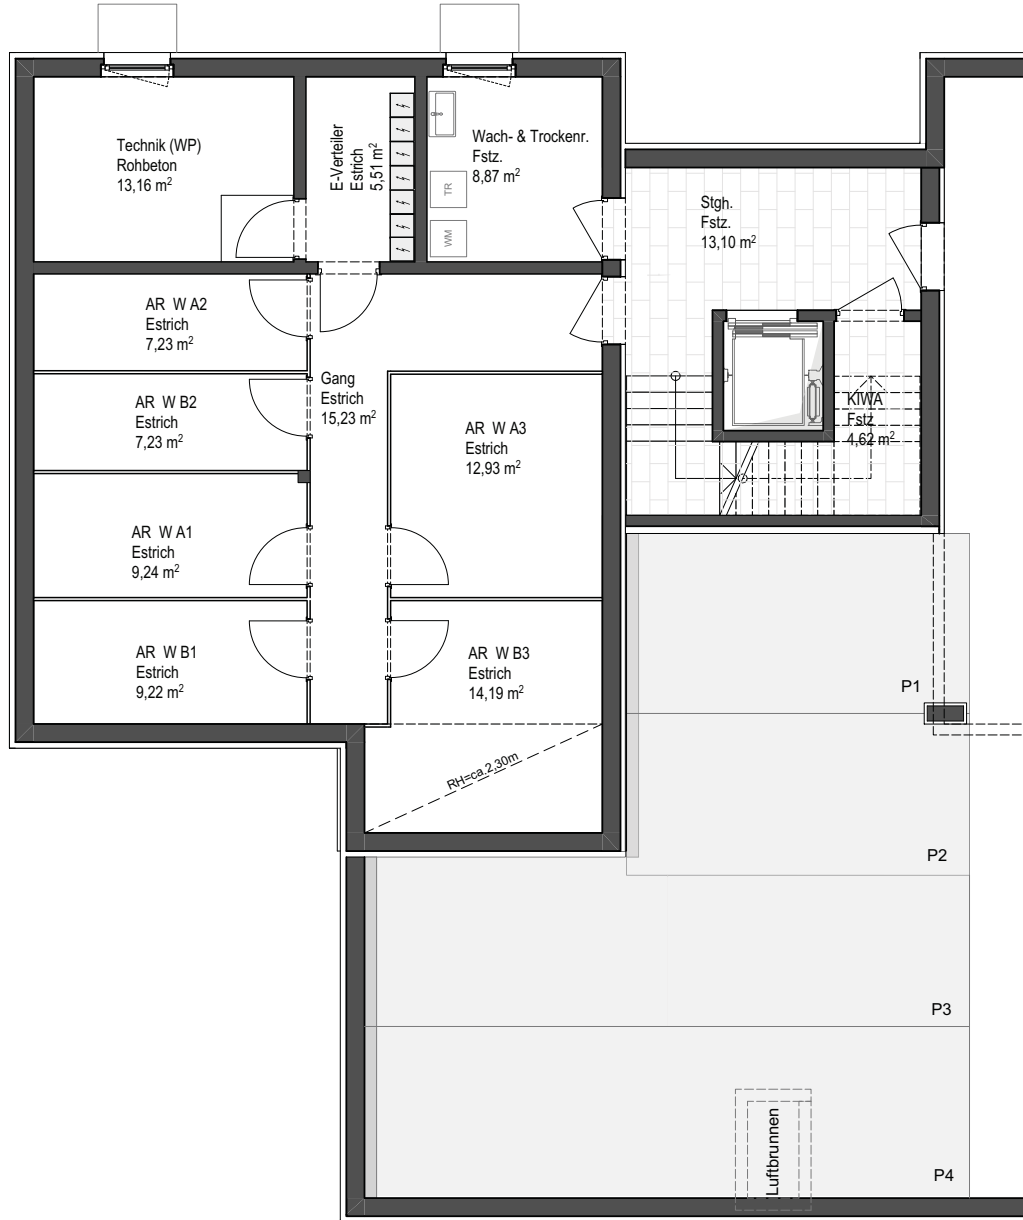 Technik (WP)
Rohbeton
13,16 m²
E-Verteiler
Estrich
5,51 m²
Wach- & Trockenr.
Fstz.
8,87 m²
TR
WM
Stgh.
Fstz.
13,10 m²
AR W A2
Estrich
7,23 m²
Gang
Estrich
15,23 m²
AR W B2
Estrich
7,23 m²
AR W A3
Estrich
12,93 m²
KIWA
Fstz
4,62 m²
AR W A1
Estrich
9,24 m²
AR W B1
Estrich
9,22 m²
AR W B3
Estrich
14,19 m²
RH=ca.2,30m
P1
P2
P3
P4
Luftbrunnen